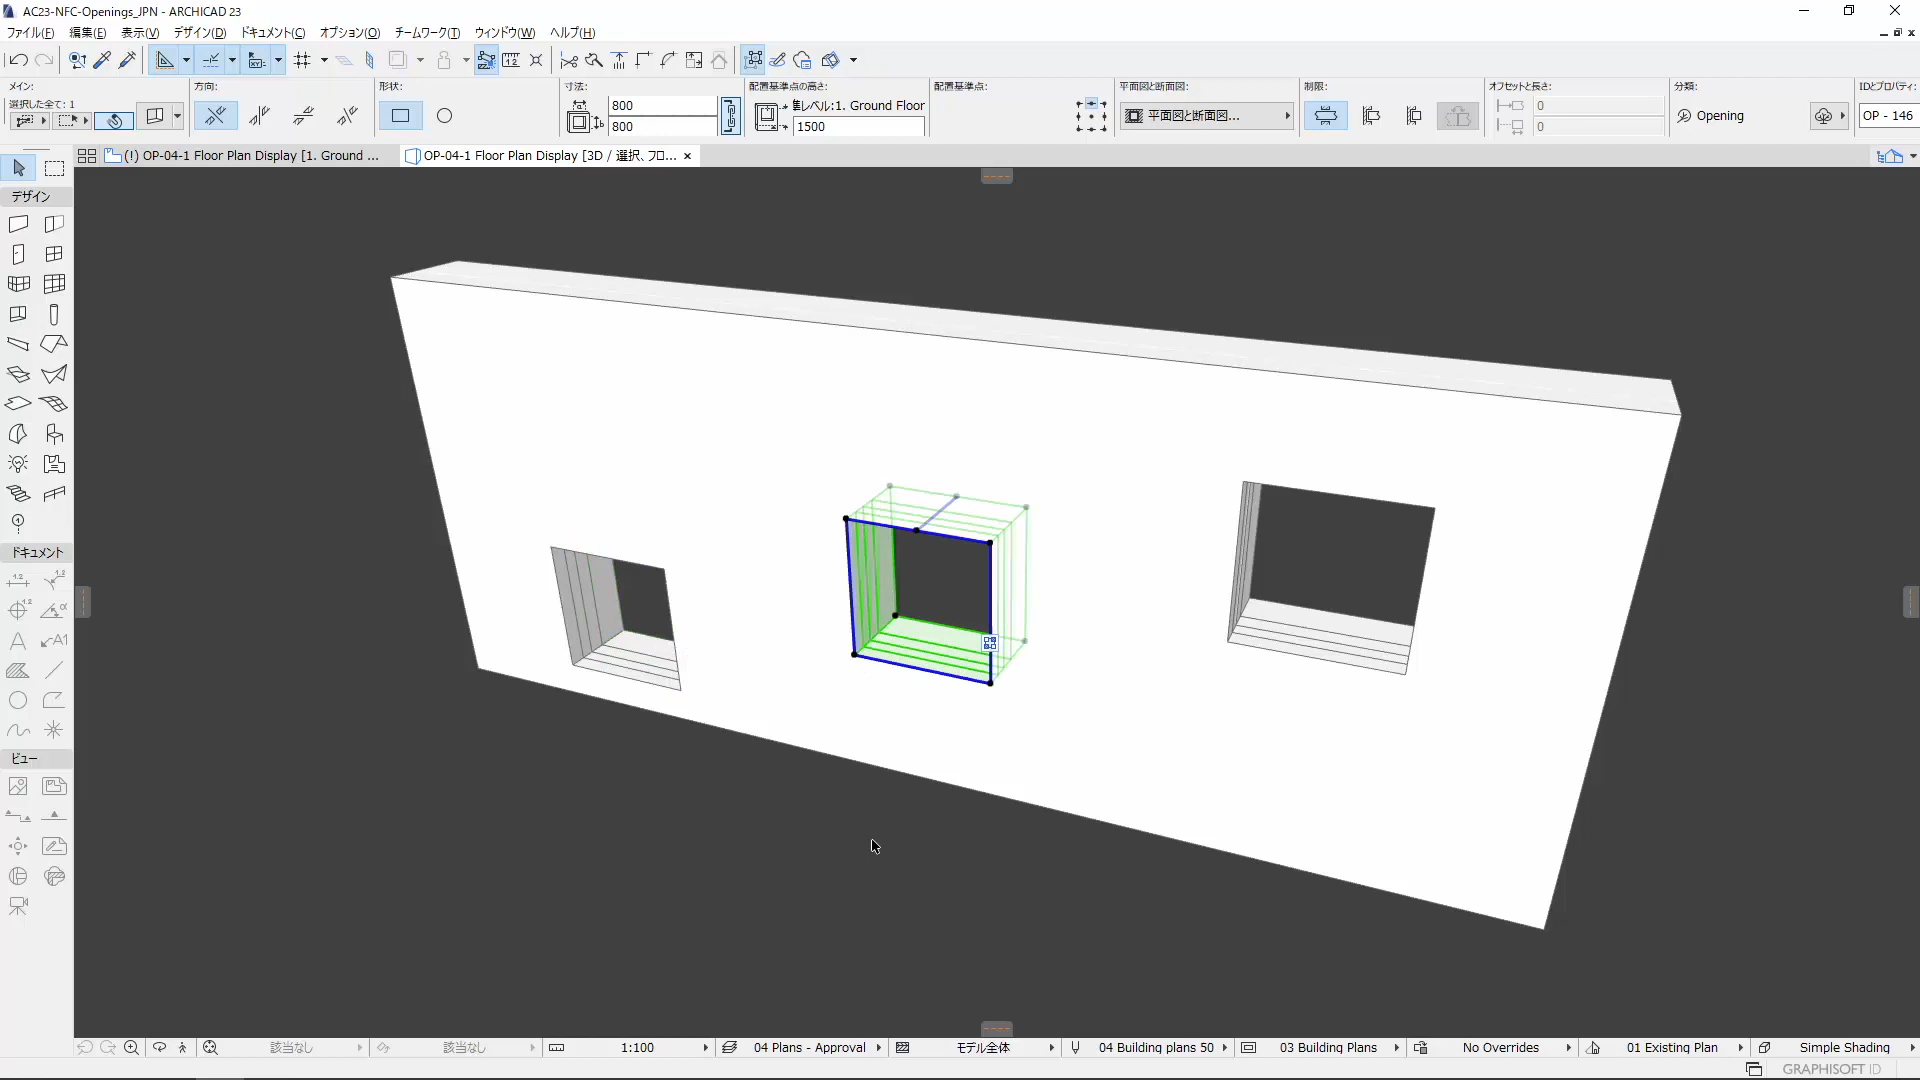 AC23-NFC-Openings_JPN - ARCHICAD 23
ファイル(F) 編集(E) 表示(V) デザイン(D) ドキュメント(C) オプション(O) チームワーク(T) ウィンドウ(W) ヘルプ(H)
メイン: 方向: 形状: 寸法: 配置基準点の高さ: 配置基準点: 平面図と断面図: 制限: オフセットと長さ: 分類: IDとプロパティ:
選択した全て: 1
800 レベル:1. Ground Floor 平面図と断面図... 0 Opening OP - 146
800 1500 0
(!) OP-04-1 Floor Plan Display [1. Ground ... OP-04-1 Floor Plan Display [3D / 選択、フロ...
デザイン
ドキュメント
1.2 1.2
1.2 α
A A1
ビュー
該当なし 該当なし 1:100 04 Plans - Approval モデル全体 04 Building plans 50 03 Building Plans No Overrides 01 Existing Plan Simple Shading
GRAPHISOFT ID